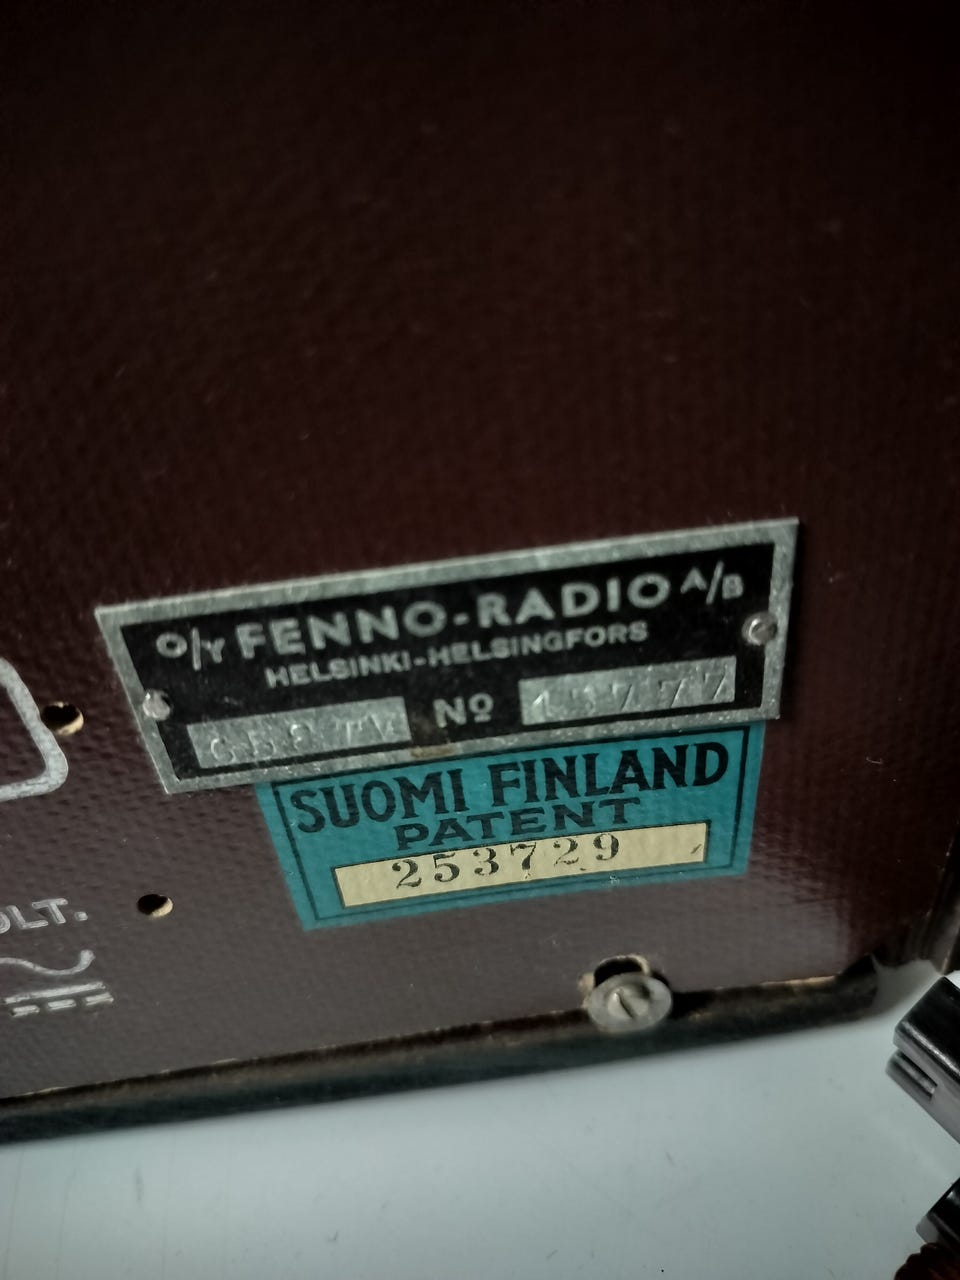 O/Y FENNO-RADIO A/B
HELSINKI-HELSINGFORS
Nº
SUOMI FINLAND
PATENT
253729